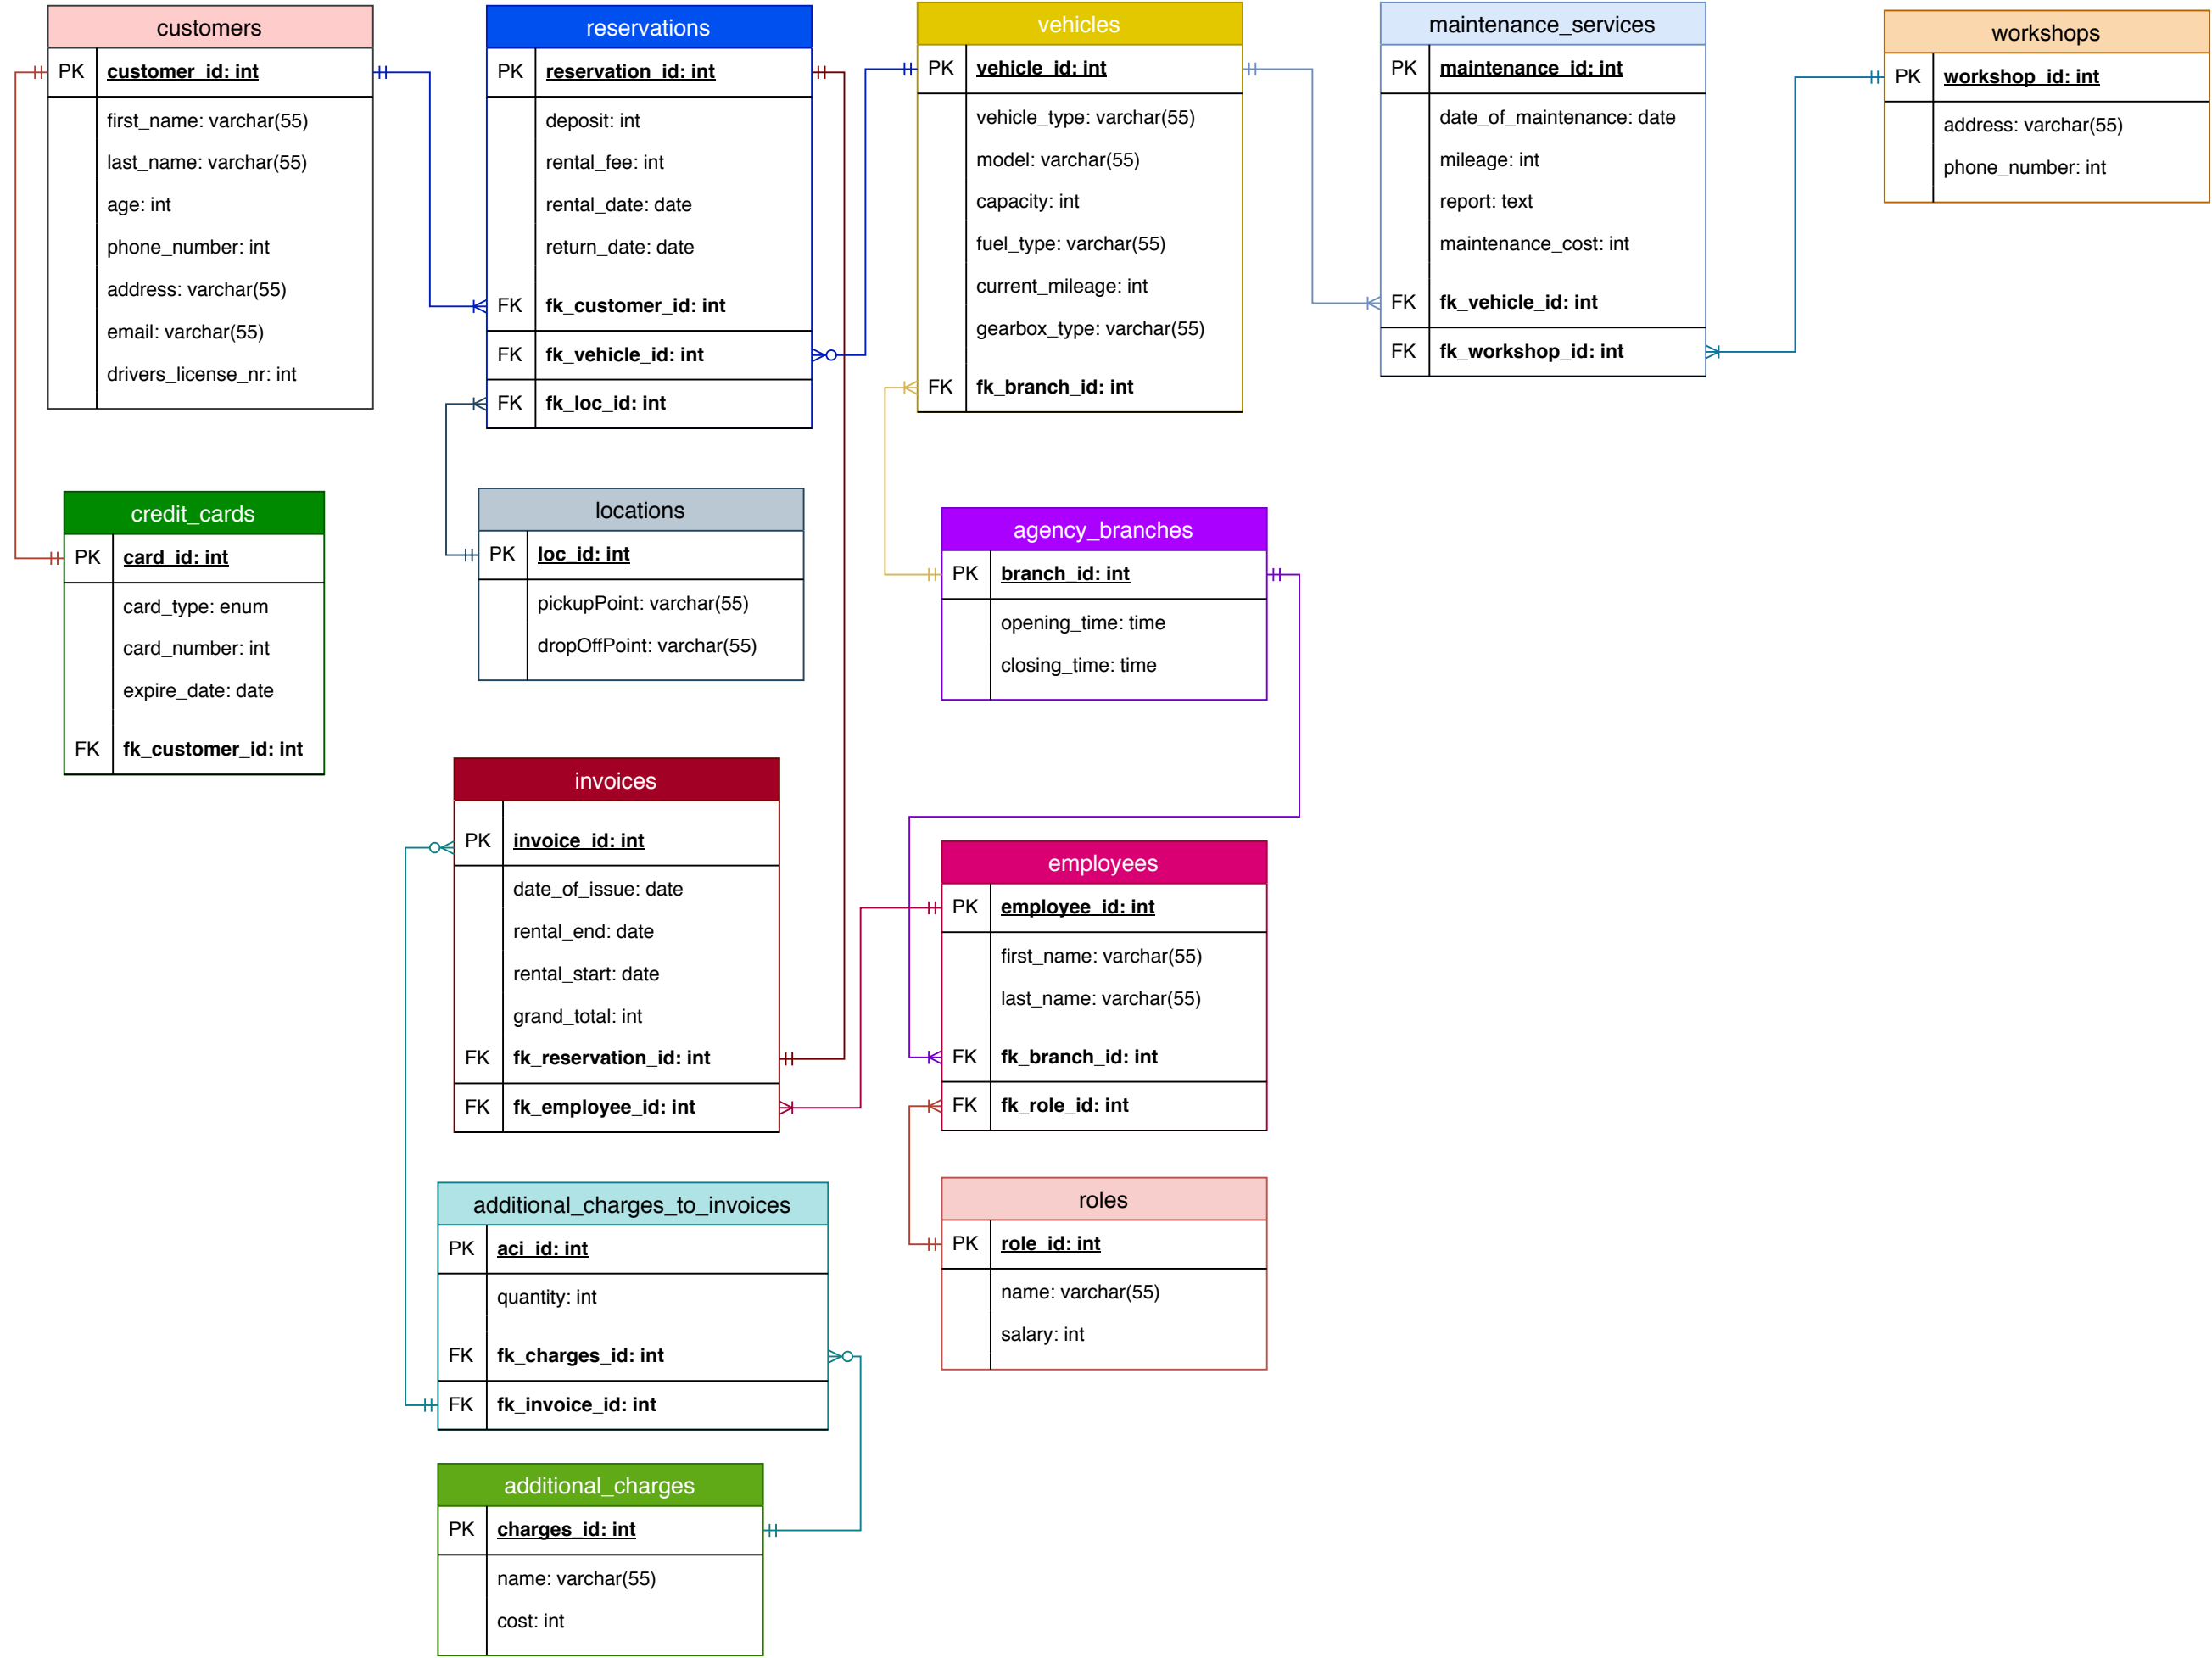 customers
PK customer_id: int
first_name: varchar(55)
last_name: varchar(55)
age: int
phone_number: int
address: varchar(55)
email: varchar(55)
drivers_license_nr: int
reservations
PK reservation_id: int
deposit: int
rental_fee: int
rental_date: date
return_date: date
FK fk_customer_id: int
FK fk_vehicle_id: int
FK fk_loc_id: int
vehicles
PK vehicle_id: int
vehicle_type: varchar(55)
model: varchar(55)
capacity: int
fuel_type: varchar(55)
current_mileage: int
gearbox_type: varchar(55)
FK fk_branch_id: int
maintenance_services
PK maintenance_id: int
date_of_maintenance: date
mileage: int
report: text
maintenance_cost: int
FK fk_vehicle_id: int
FK fk_workshop_id: int
workshops
PK workshop_id: int
address: varchar(55)
phone_number: int
credit_cards
PK card_id: int
card_type: enum
card_number: int
expire_date: date
FK fk_customer_id: int
locations
PK loc_id: int
pickupPoint: varchar(55)
dropOffPoint: varchar(55)
agency_branches
PK branch_id: int
opening_time: time
closing_time: time
invoices
PK invoice_id: int
date_of_issue: date
rental_end: date
rental_start: date
grand_total: int
FK fk_reservation_id: int
FK fk_employee_id: int
employees
PK employee_id: int
first_name: varchar(55)
last_name: varchar(55)
FK fk_branch_id: int
FK fk_role_id: int
additional_charges_to_invoices
PK aci_id: int
quantity: int
FK fk_charges_id: int
FK fk_invoice_id: int
roles
PK role_id: int
name: varchar(55)
salary: int
additional_charges
PK charges_id: int
name: varchar(55)
cost: int